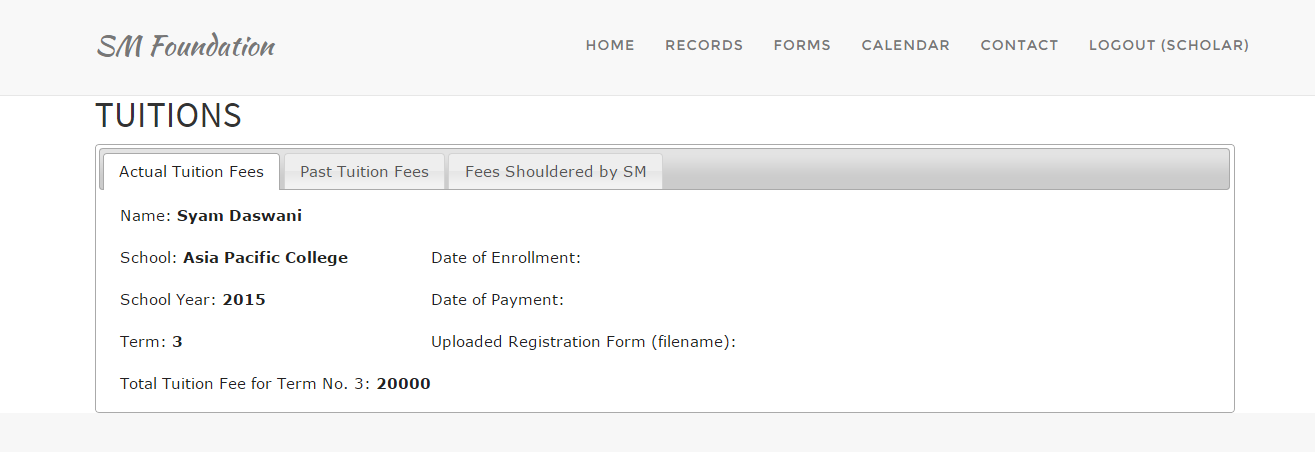 SM Foundation
HOME RECORDS FORMS CALENDAR CONTACT LOGOUT (SCHOLAR)
TUITIONS
Actual Tuition Fees Past Tuition Fees Fees Shouldered by SM
Name: Syam Daswani
School: Asia Pacific College Date of Enrollment:
School Year: 2015 Date of Payment:
Term: 3 Uploaded Registration Form (filename):
Total Tuition Fee for Term No. 3: 20000